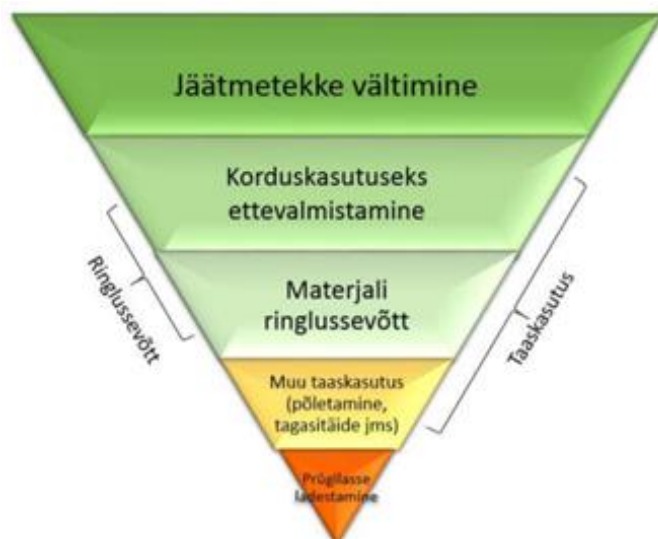 Jäätmetekke vältimine
Korduskasutuseks
ettevalmistamine
Ringlussevõtt
Materjali
ringlussevõtt
Taaskasutus
Muu taaskasutus
(põletamine,
tagasitäide jms)
Prügilasse
ladestamine